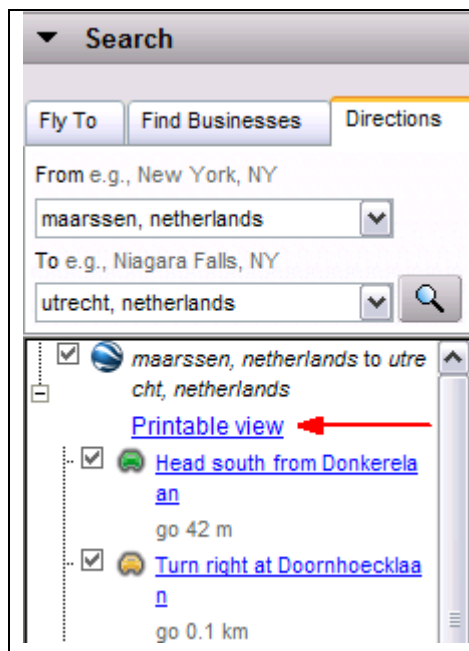 Search
Fly To Find Businesses Directions
From e.g., New York, NY
maarssen, netherlands
To e.g., Niagara Falls, NY
utrecht, netherlands
maarssen, netherlands to utre
cht, netherlands
Printable view
Head south from Donkerela
an
go 42 m
Turn right at Doornhoecklaa
n
go 0.1 km